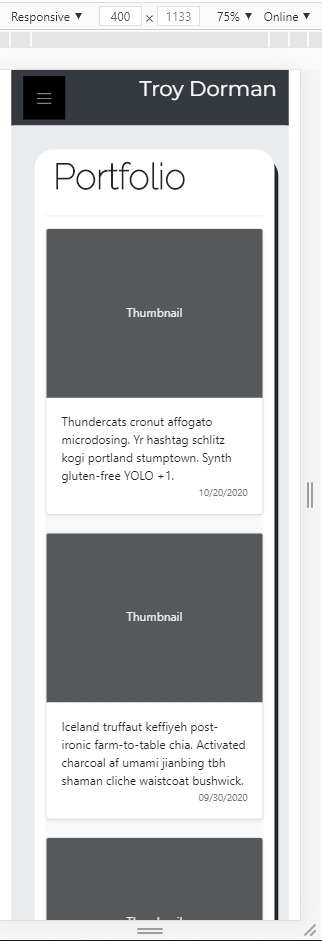 Responsive ▼ 400 × 1133 75% ▼ Online ▼
Troy Dorman
Portfolio
Thumbnail
Thundercats cronut affogato
microdosing. Yr hashtag schlitz
kogi portland stumptown. Synth
gluten-free YOLO +1.
10/20/2020
Thumbnail
Iceland truffaut keffiyeh post-
ironic farm-to-table chia. Activated
charcoal af umami jianbing tbh
shaman cliche waistcoat bushwick.
09/30/2020